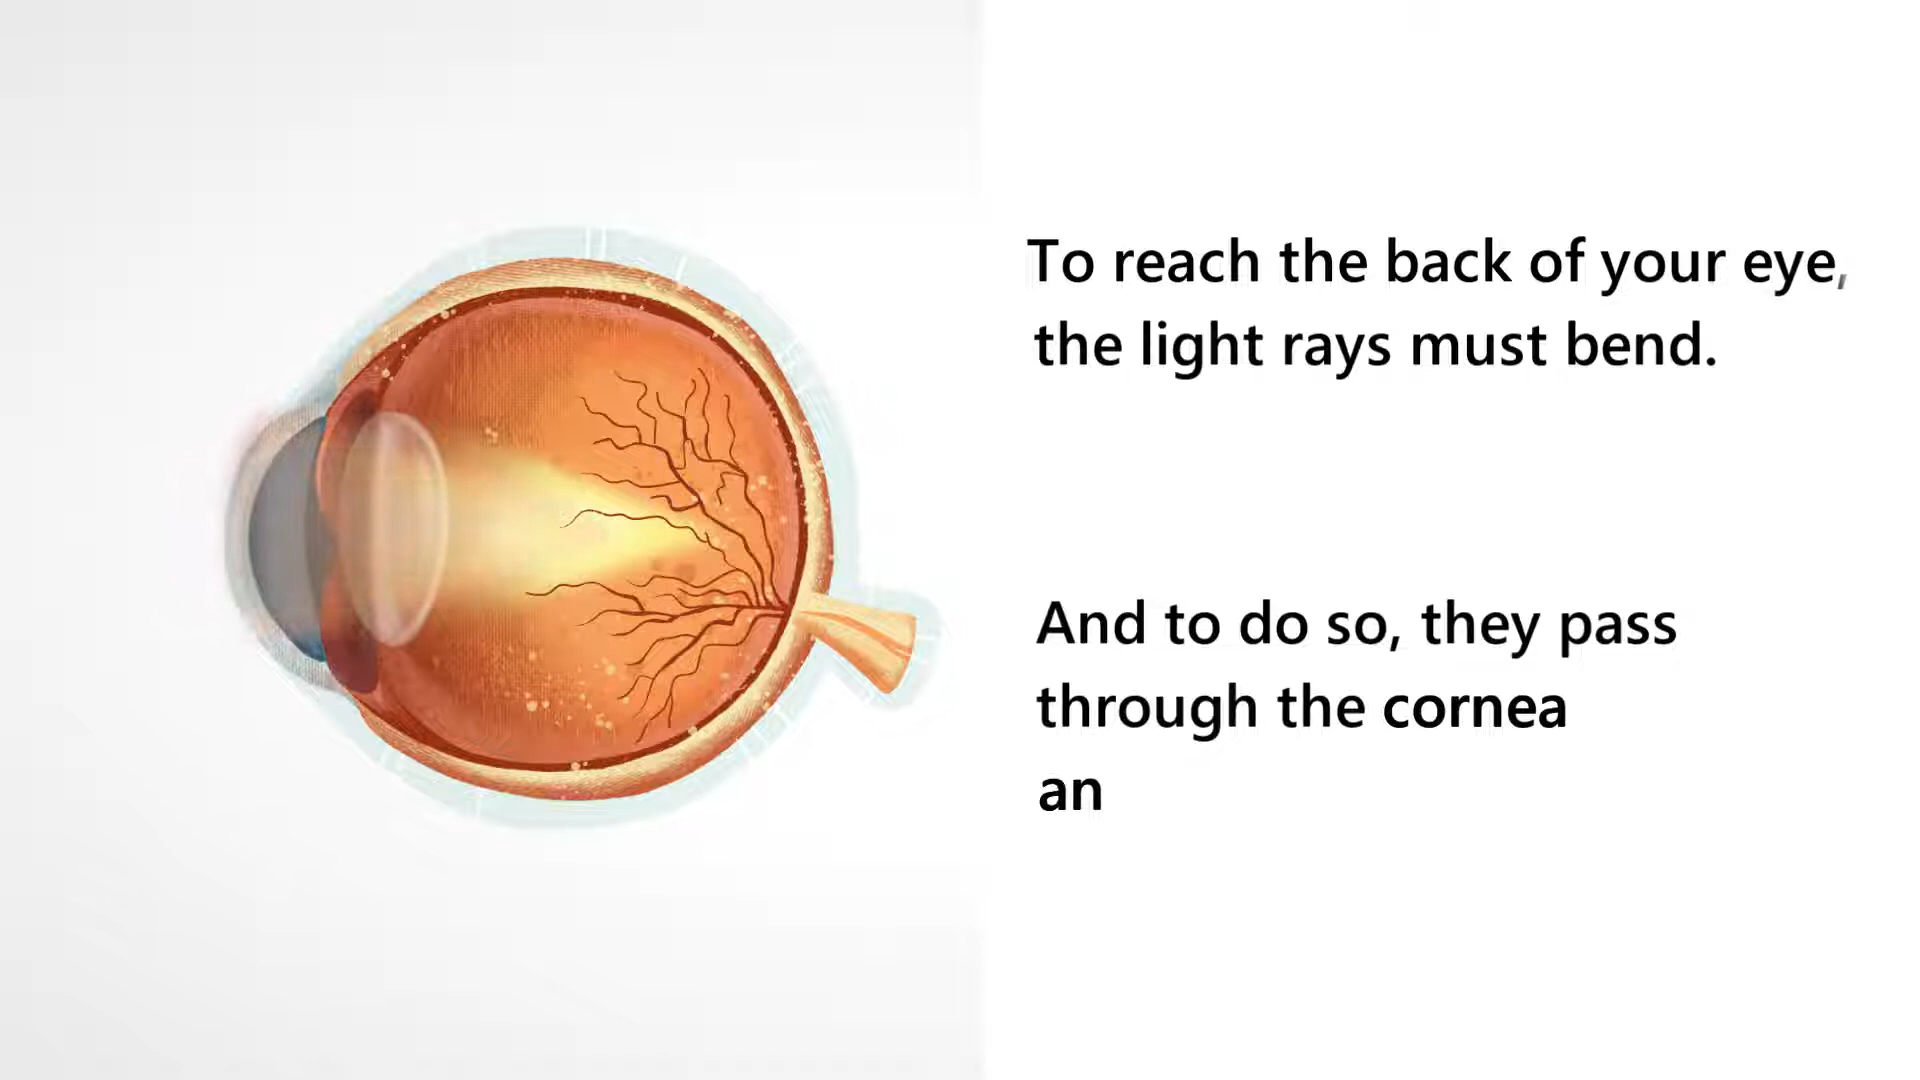 To reach the back of your eye,
the light rays must bend.
And to do so, they pass
through the cornea
an